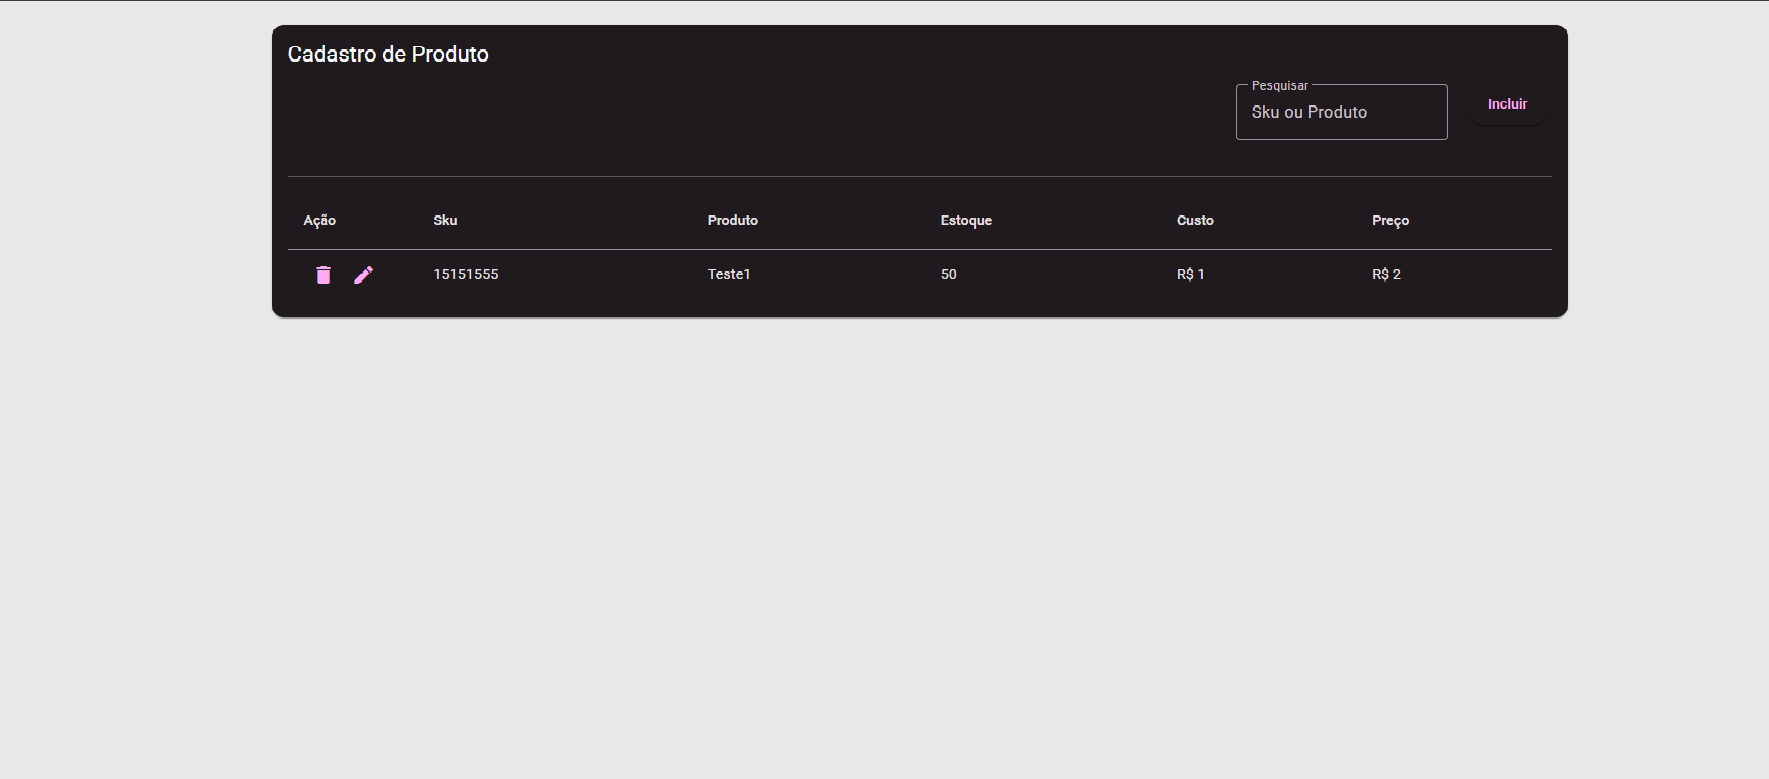 Cadastro de Produto
Pesquisar
Sku ou Produto
Incluir
Ação Sku Produto Estoque Custo Preço
15151555 Teste1 50 R$ 1 R$ 2